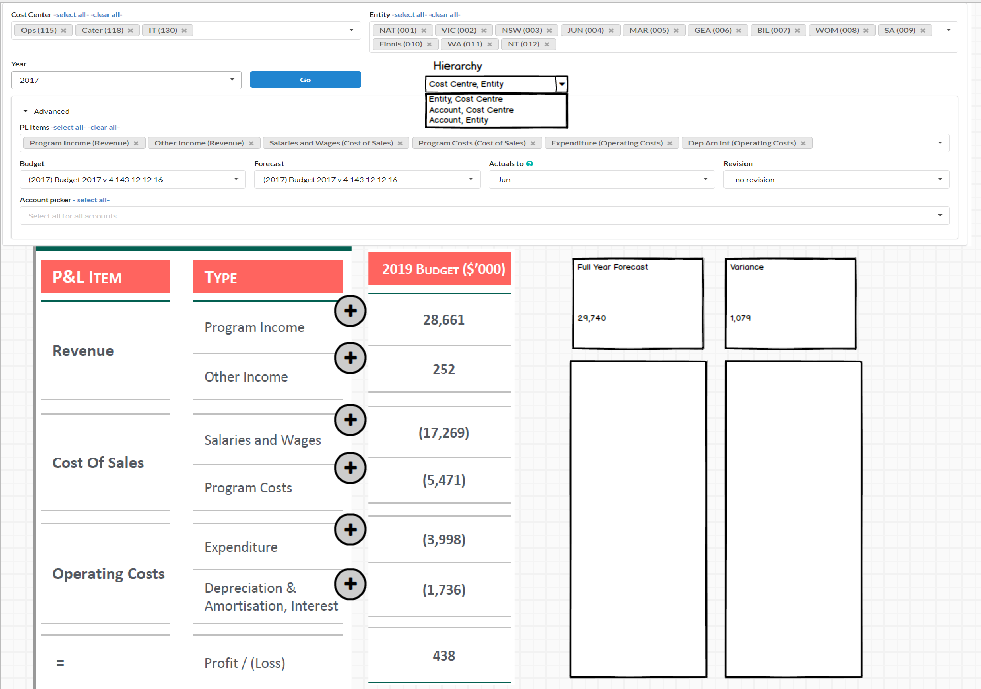 Cost Center -select all- -clear all-
Ops (115) × Cater (118) × IT (130) ×
Entity -select all- -clear all-
NAT (001) × VIC (002) × NSW (003) × JUN (004) × MAR (005) × GEA (006) × BIL (007) × WOM (008) × SA (009) ×
(010) × WA (011) × NT (012) ×
Year
2017
Go
Hierarchy
Cost Centre, Entity
Entity, Cost Centre
Account, Cost Centre
Account, Entity
Advanced
PL Items -select all- -clear all-
Program Income (Revenue) × Other Income (Revenue) × Salaries and Wages (Cost of Sales) × Program Costs (Cost of Sales) × Expenditure (Operating Costs) × Dep Am Int (Operating Costs) ×
Budget
(2017) Budget 2017 v 4 143 12 12 16
Forecast
(2017) Budget 2017 v 4 143 12 12 16
Actuals to
Jun
Revision
no revision
Account picker -select all-
Select all for all accounts
P&L ITEM
TYPE
2019 BUDGET ($'000)
Full Year Forecast
29,740
Variance
1,079
Revenue
Program Income
+
28,661
Other Income
+
252
Cost Of Sales
Salaries and Wages
+
(17,269)
Program Costs
+
(5,471)
Operating Costs
Expenditure
+
(3,998)
Depreciation &
Amortisation, Interest
+
(1,736)
=
Profit / (Loss)
438